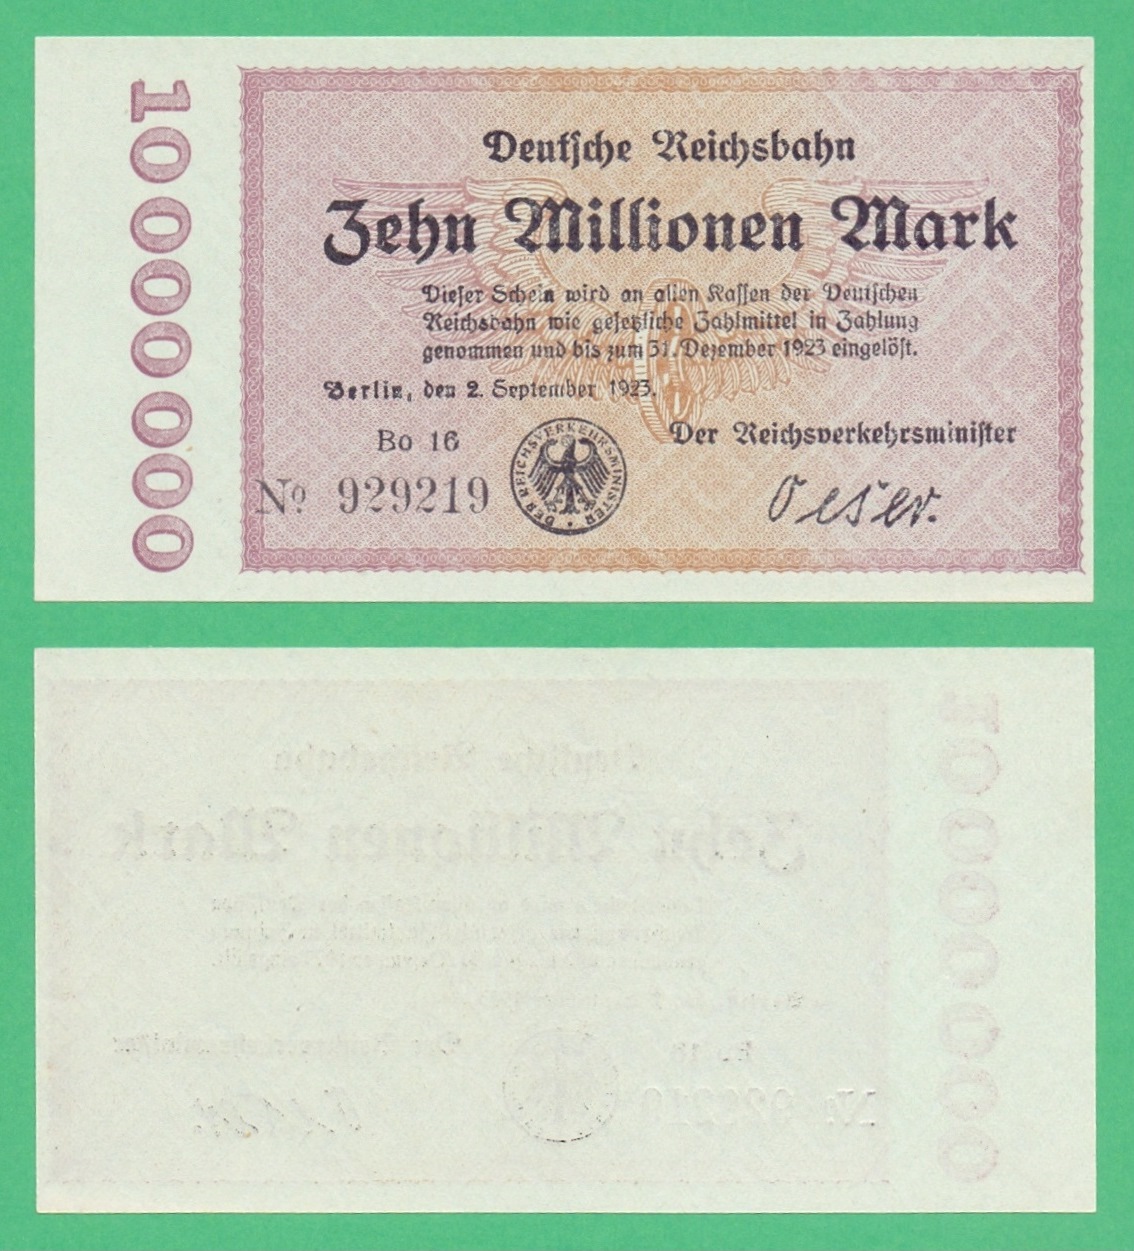 10000000
Deutsche Reichsbahn
Zehn Millionen Mark
Dieser Schein wird an allen Kassen der Deutschen
Reichsbahn wie gesetzliche Zahlmittel in Zahlung
genommen und bis zum 31. Dezember 1923 eingelöst.
Berlin, den 2. September 1923.
Bo 16
Der Reichsverkehrsminister
No 929219
DER REICHSVERKEHRSMINISTER
Oeser.